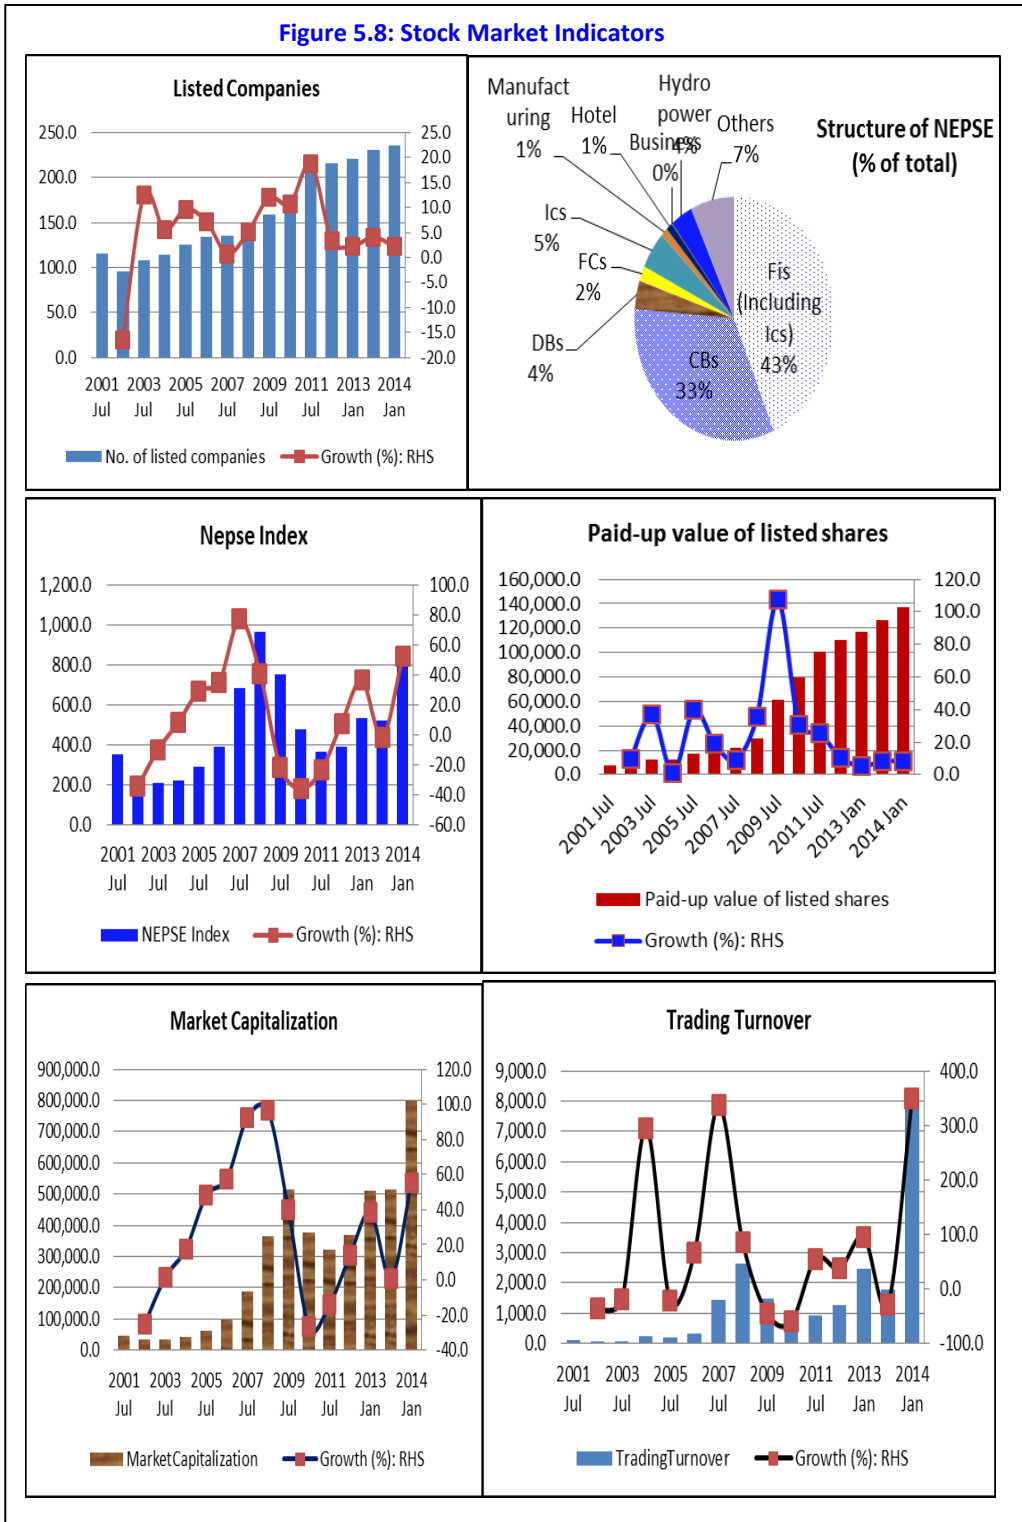 Figure 5.8: Stock Market Indicators
Listed Companies
250.0
200.0
150.0
100.0
50.0
0.0
25.0
20.0
15.0
10.0
5.0
0.0
-5.0
-10.0
-15.0
-20.0
2001 2003 2005 2007 2009 2011 2013 2014
Jul Jul Jul Jul Jul Jul Jan Jan
No. of listed companies Growth (%): RHS
Structure of NEPSE
(% of total)
Manufact
uring
1%
Hotel
1%
Business
0%
Hydro
power
4%
Others
7%
Ics
5%
FCs
2%
DBs
4%
CBs
33%
Fis
(Including
Ics)
43%
Nepse Index
1,200.0
1,000.0
800.0
600.0
400.0
200.0
0.0
100.0
80.0
60.0
40.0
20.0
0.0
-20.0
-40.0
-60.0
2001 2003 2005 2007 2009 2011 2013 2014
Jul Jul Jul Jul Jul Jul Jan Jan
NEPSE Index Growth (%): RHS
Paid-up value of listed shares
160,000.0
140,000.0
120,000.0
100,000.0
80,000.0
60,000.0
40,000.0
20,000.0
0.0
120.0
100.0
80.0
60.0
40.0
20.0
0.0
2001 Jul
2003 Jul
2005 Jul
2007 Jul
2009 Jul
2011 Jul
2013 Jan
2014 Jan
Paid-up value of listed shares
Growth (%): RHS
Market Capitalization
900,000.0
800,000.0
700,000.0
600,000.0
500,000.0
400,000.0
300,000.0
200,000.0
100,000.0
0.0
120.0
100.0
80.0
60.0
40.0
20.0
0.0
-20.0
-40.0
2001 2003 2005 2007 2009 2011 2013 2014
Jul Jul Jul Jul Jul Jul Jan Jan
MarketCapitalization Growth (%): RHS
Trading Turnover
9,000.0
8,000.0
7,000.0
6,000.0
5,000.0
4,000.0
3,000.0
2,000.0
1,000.0
0.0
400.0
300.0
200.0
100.0
0.0
-100.0
2001 2003 2005 2007 2009 2011 2013 2014
Jul Jul Jul Jul Jul Jul Jan Jan
TradingTurnover Growth (%): RHS